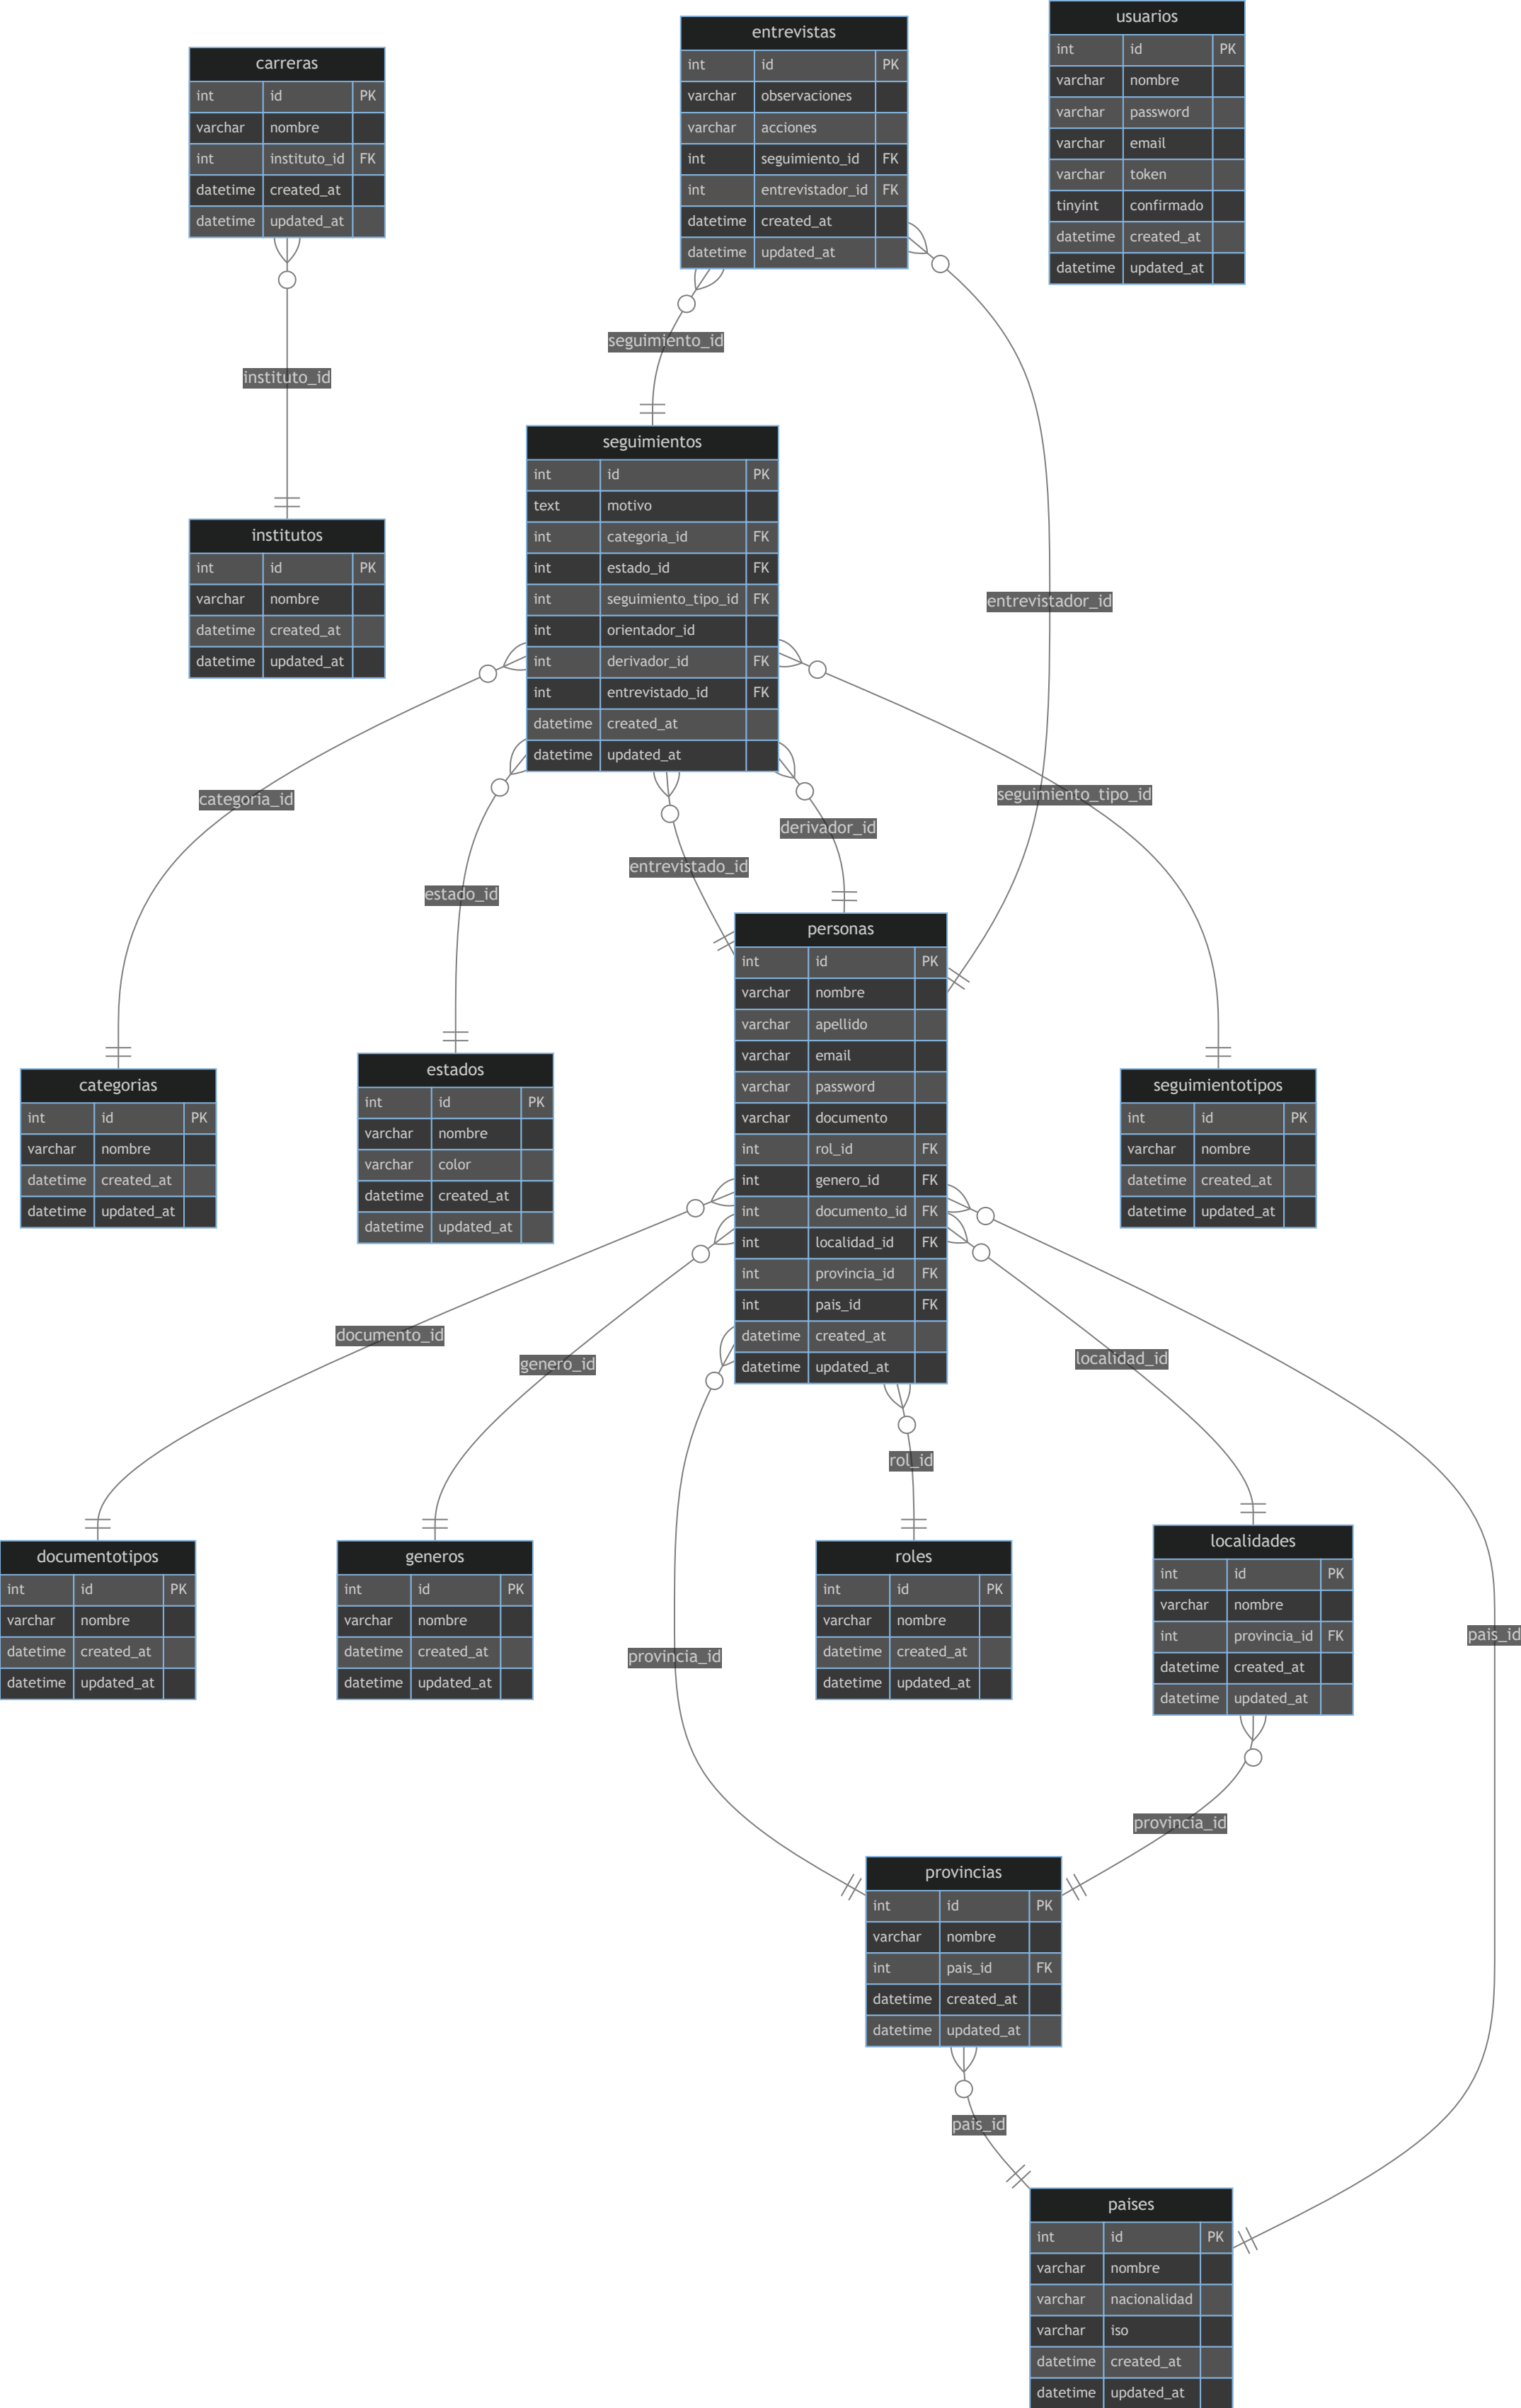 carreras
int id PK
varchar nombre
int instituto_id FK
datetime created_at
datetime updated_at
entrevistas
int id PK
varchar observaciones
varchar acciones
int seguimiento_id FK
int entrevistador_id FK
datetime created_at
datetime updated_at
usuarios
int id PK
varchar nombre
varchar password
varchar email
varchar token
tinyint confirmado
datetime created_at
datetime updated_at
seguimiento_id
instituto_id
entrevistador_id
seguimientos
int id PK
text motivo
int categoria_id FK
int estado_id FK
int seguimiento_tipo_id FK
int orientador_id
int derivador_id FK
int entrevistado_id FK
datetime created_at
datetime updated_at
institutos
int id PK
varchar nombre
datetime created_at
datetime updated_at
categoria_id
estado_id
entrevistado_id
derivador_id
seguimiento_tipo_id
personas
int id PK
varchar nombre
varchar apellido
varchar email
varchar password
varchar documento
int rol_id FK
int genero_id FK
int documento_id FK
int localidad_id FK
int provincia_id FK
int pais_id FK
datetime created_at
datetime updated_at
categorias
int id PK
varchar nombre
datetime created_at
datetime updated_at
estados
int id PK
varchar nombre
varchar color
datetime created_at
datetime updated_at
seguimientotipos
int id PK
varchar nombre
datetime created_at
datetime updated_at
documento_id
genero_id
localidad_id
rol_id
provincia_id
pais_id
documentotipos
int id PK
varchar nombre
datetime created_at
datetime updated_at
generos
int id PK
varchar nombre
datetime created_at
datetime updated_at
roles
int id PK
varchar nombre
datetime created_at
datetime updated_at
localidades
int id PK
varchar nombre
int provincia_id FK
datetime created_at
datetime updated_at
provincia_id
provincias
int id PK
varchar nombre
int pais_id FK
datetime created_at
datetime updated_at
pais_id
paises
int id PK
varchar nombre
varchar nacionalidad
varchar iso
datetime created_at
datetime updated_at